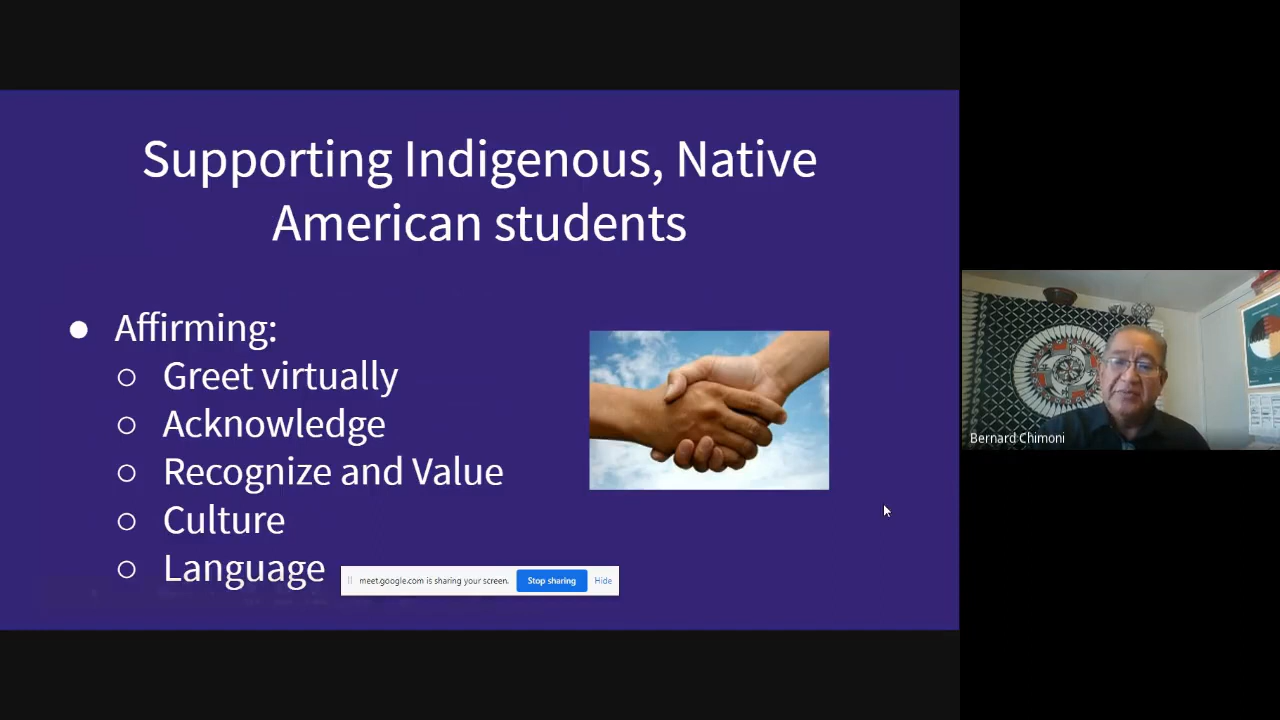 Supporting Indigenous, Native
American students
● Affirming:
○ Greet virtually
○ Acknowledge
○ Recognize and Value
○ Culture
○ Language
meet.google.com is sharing your screen. Stop sharing Hide
Bernard Chimoni